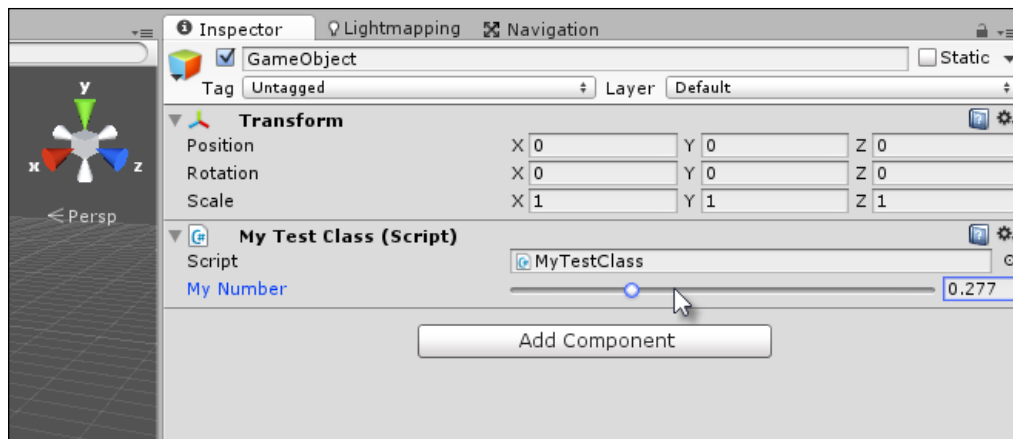 Inspector Lightmapping Navigation
GameObject Static
Tag Untagged Layer Default
Transform
Position X 0 Y 0 Z 0
Rotation X 0 Y 0 Z 0
Scale X 1 Y 1 Z 1
My Test Class (Script)
Script MyTestClass
My Number 0.277
Add Component
y
x z
Persp